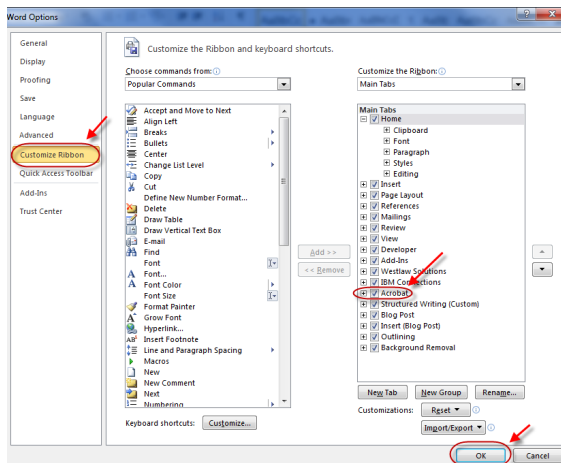 Word Options
General
Display
Proofing
Save
Language
Advanced
Customize Ribbon
Quick Access Toolbar
Add-Ins
Trust Center
Customize the Ribbon and keyboard shortcuts.
Choose commands from:
Popular Commands
Accept and Move to Next
Align Left
Breaks
Bullets
Center
Change List Level
Copy
Cut
Define New Number Format...
Delete
Draw Table
Draw Vertical Text Box
E-mail
Find
Font
Font...
Font Color
Font Size
Format Painter
Grow Font
Hyperlink...
Insert Footnote
Line and Paragraph Spacing
Macros
New
New Comment
Next
Numbering
Keyboard shortcuts: Customize...
Add >>
<< Remove
Customize the Ribbon:
Main Tabs
Main Tabs
Home
Clipboard
Font
Paragraph
Styles
Editing
Insert
Page Layout
References
Mailings
Review
View
Developer
Add-Ins
Westlaw Solutions
IBM Connections
Acrobat
Structured Writing (Custom)
Blog Post
Insert (Blog Post)
Outlining
Background Removal
New Tab New Group Rename...
Customizations: Reset
Import/Export
OK Cancel